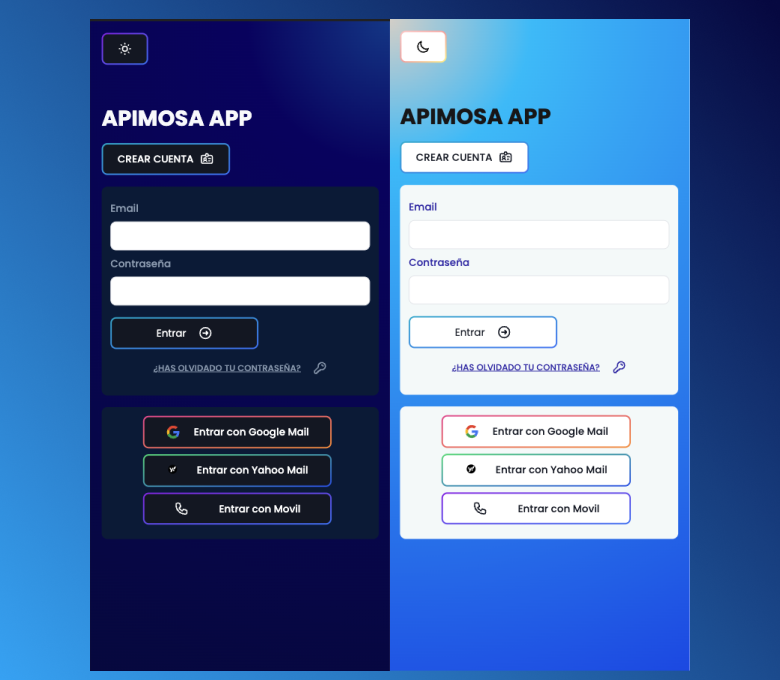 APIMOSA APP
CREAR CUENTA
Email
Contraseña
Entrar
¿HAS OLVIDADO TU CONTRASEÑA?
Entrar con Google Mail
Entrar con Yahoo Mail
Entrar con Movil
APIMOSA APP
CREAR CUENTA
Email
Contraseña
Entrar
¿HAS OLVIDADO TU CONTRASEÑA?
Entrar con Google Mail
Entrar con Yahoo Mail
Entrar con Movil